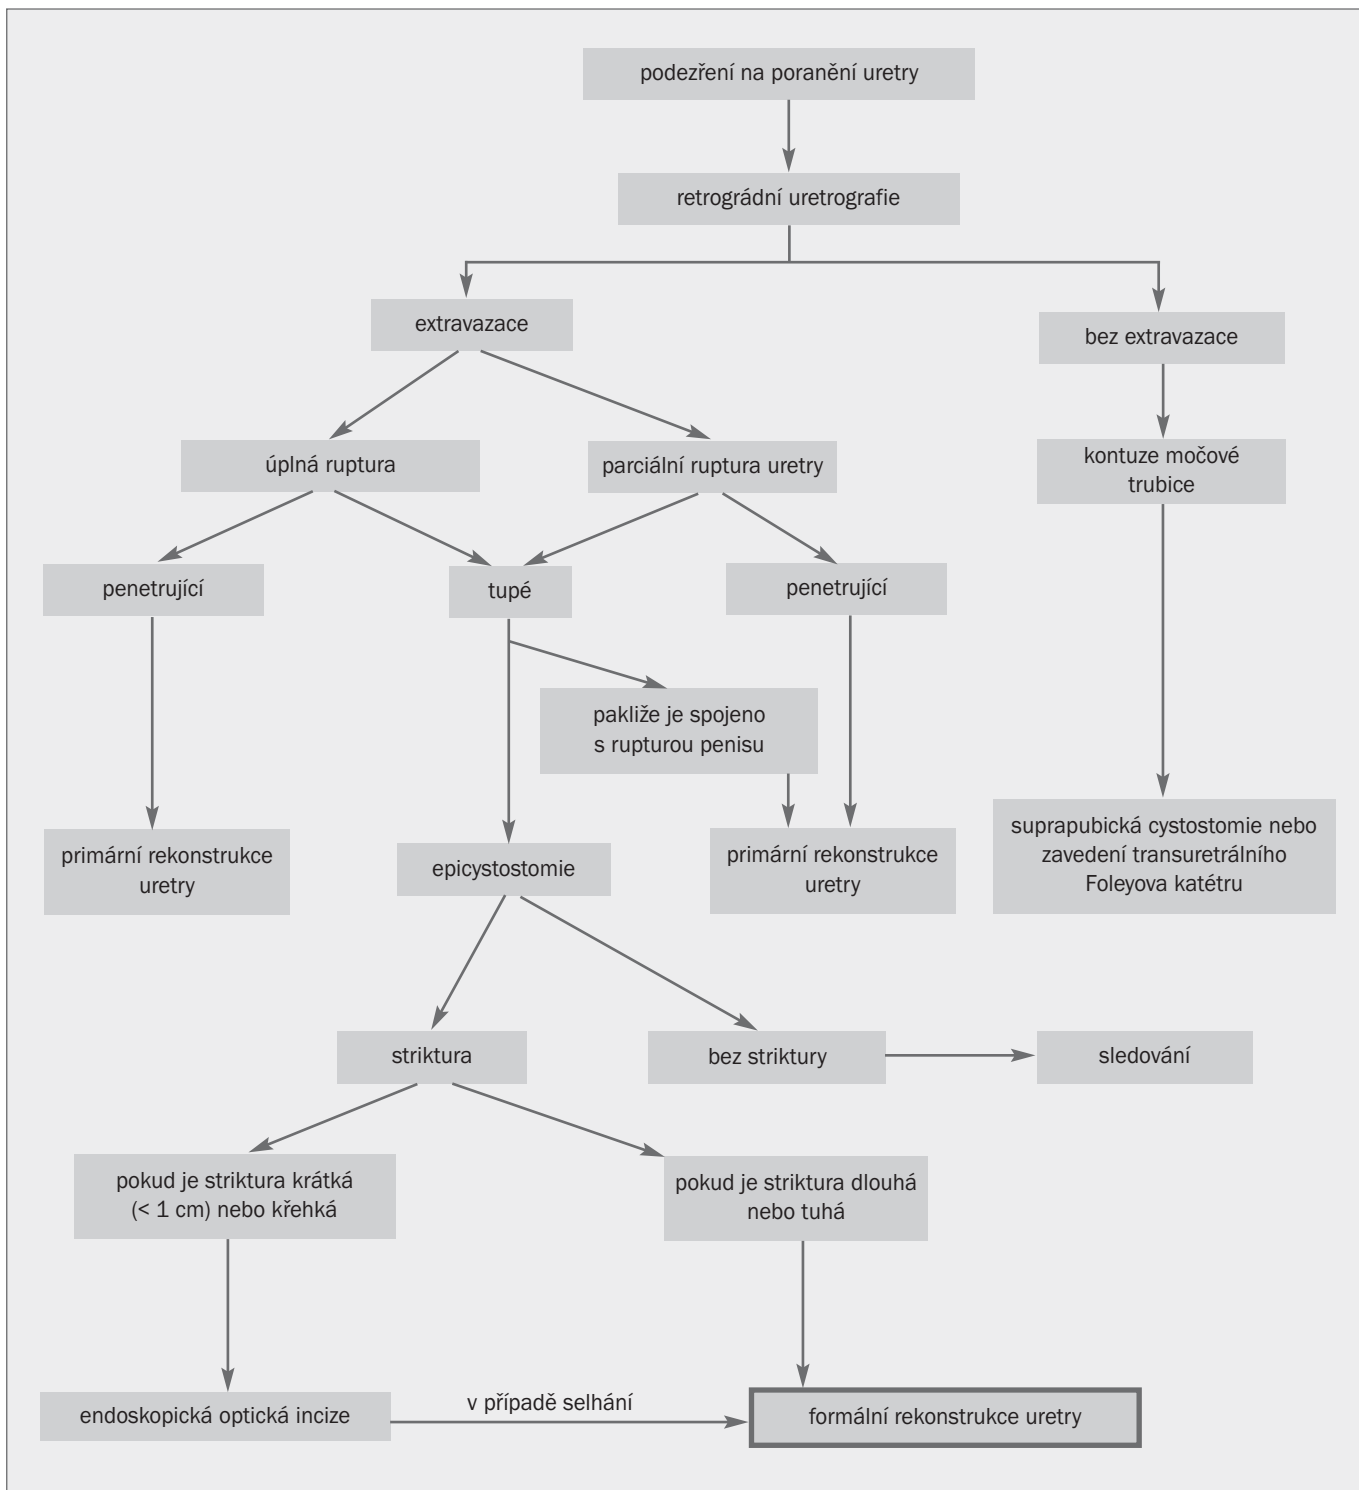 podezření na poranění uretry
retrográdní uretrografie
extravazace
bez extravazace
úplná ruptura
parciální ruptura uretry
kontuze močové
trubice
penetrující
tupé
penetrující
pakliže je spojeno
s rupturou penisu
primární rekonstrukce
uretry
epicystostomie
primární rekonstrukce
uretry
suprapubická cystostomie nebo
zavedení transuretrálního
Foleyova katétru
striktura
bez striktury
sledování
pokud je striktura krátká
(< 1 cm) nebo křehká
pokud je striktura dlouhá
nebo tuhá
endoskopická optická incize
v případě selhání
formální rekonstrukce uretry